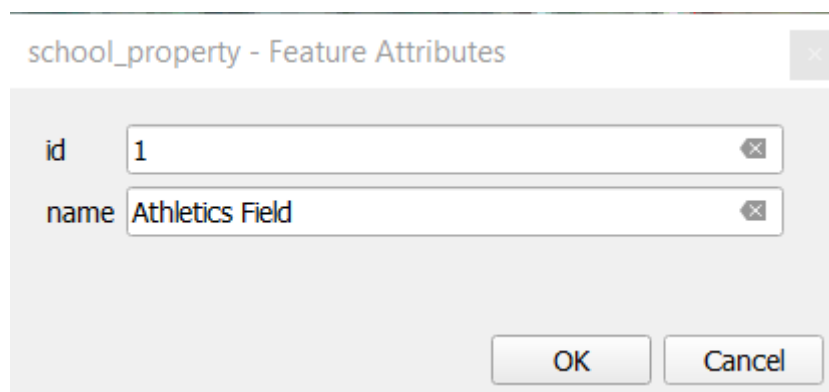 school_property - Feature Attributes
id 1
name Athletics Field
OK Cancel